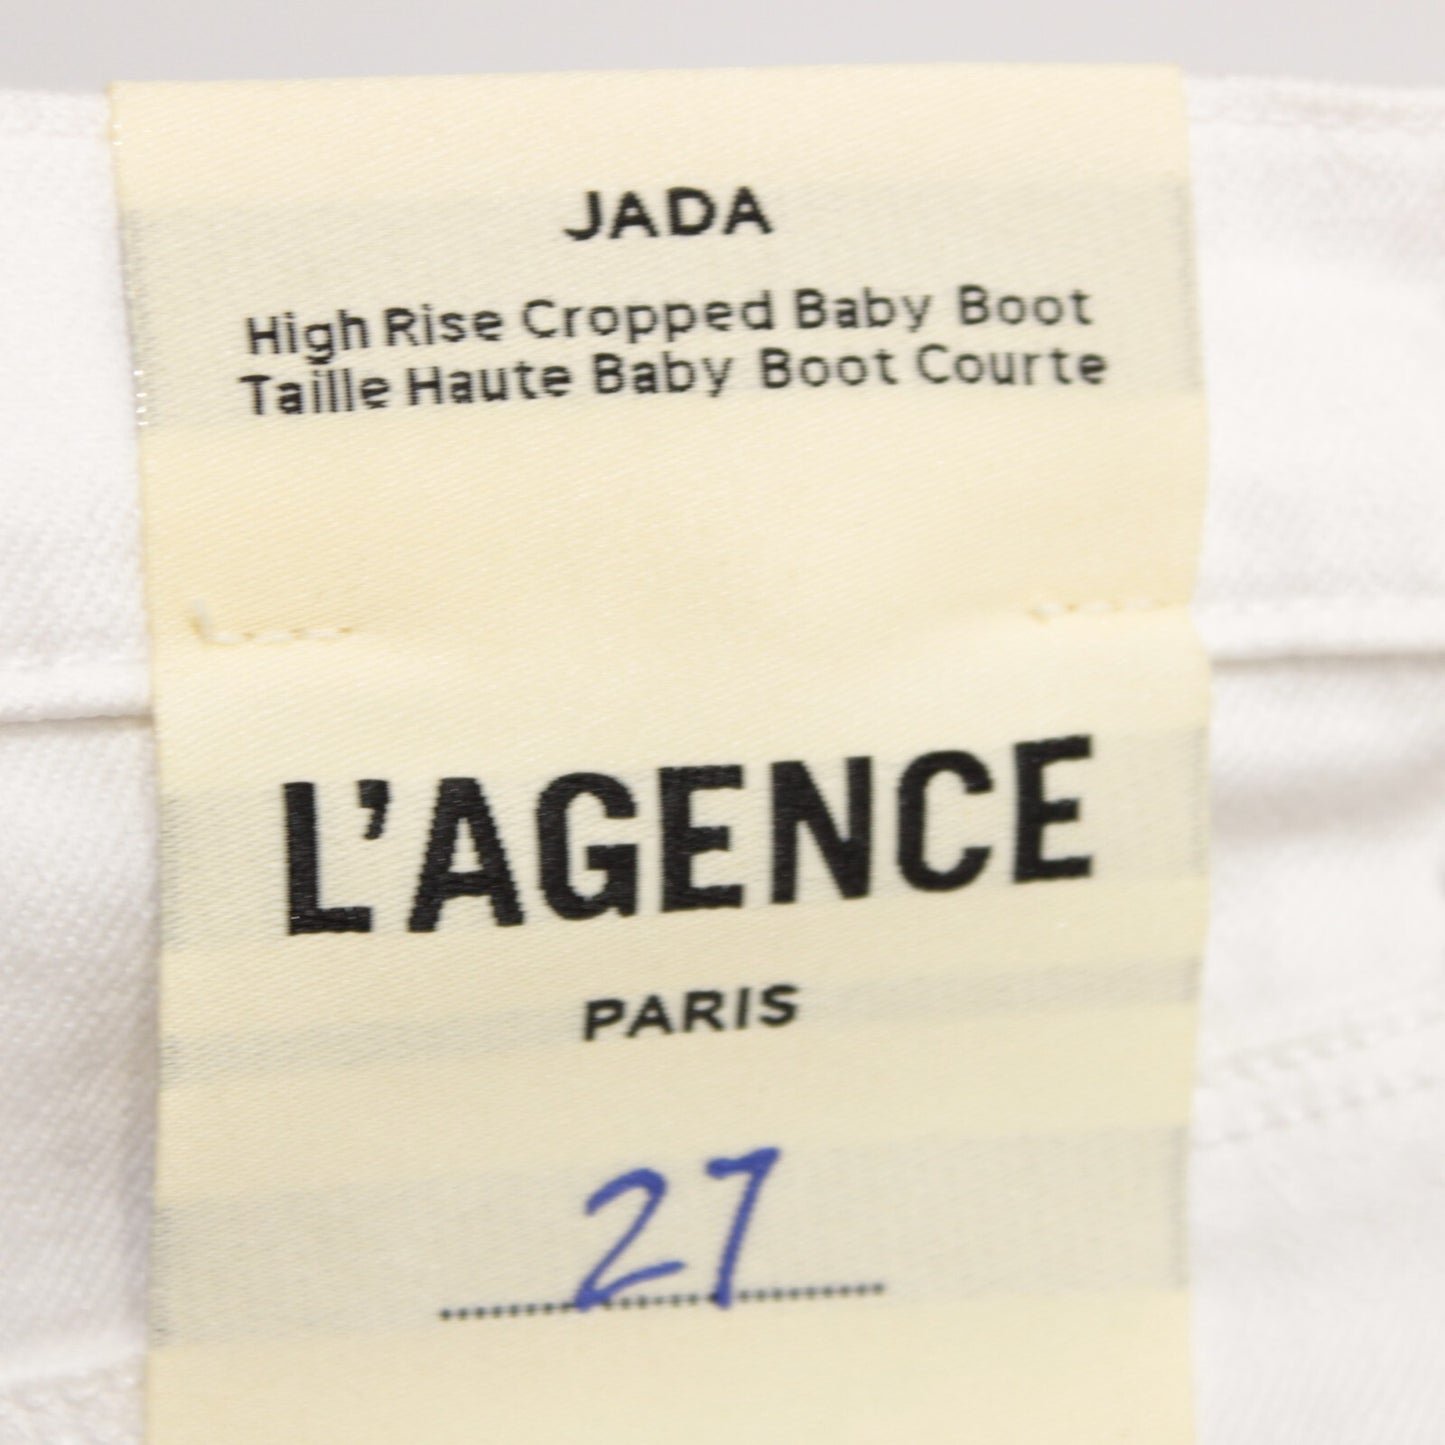 JADA
High Rise Cropped Baby Boot
Taille Haute Baby Boot Courte
L'AGENCE
PARIS
27